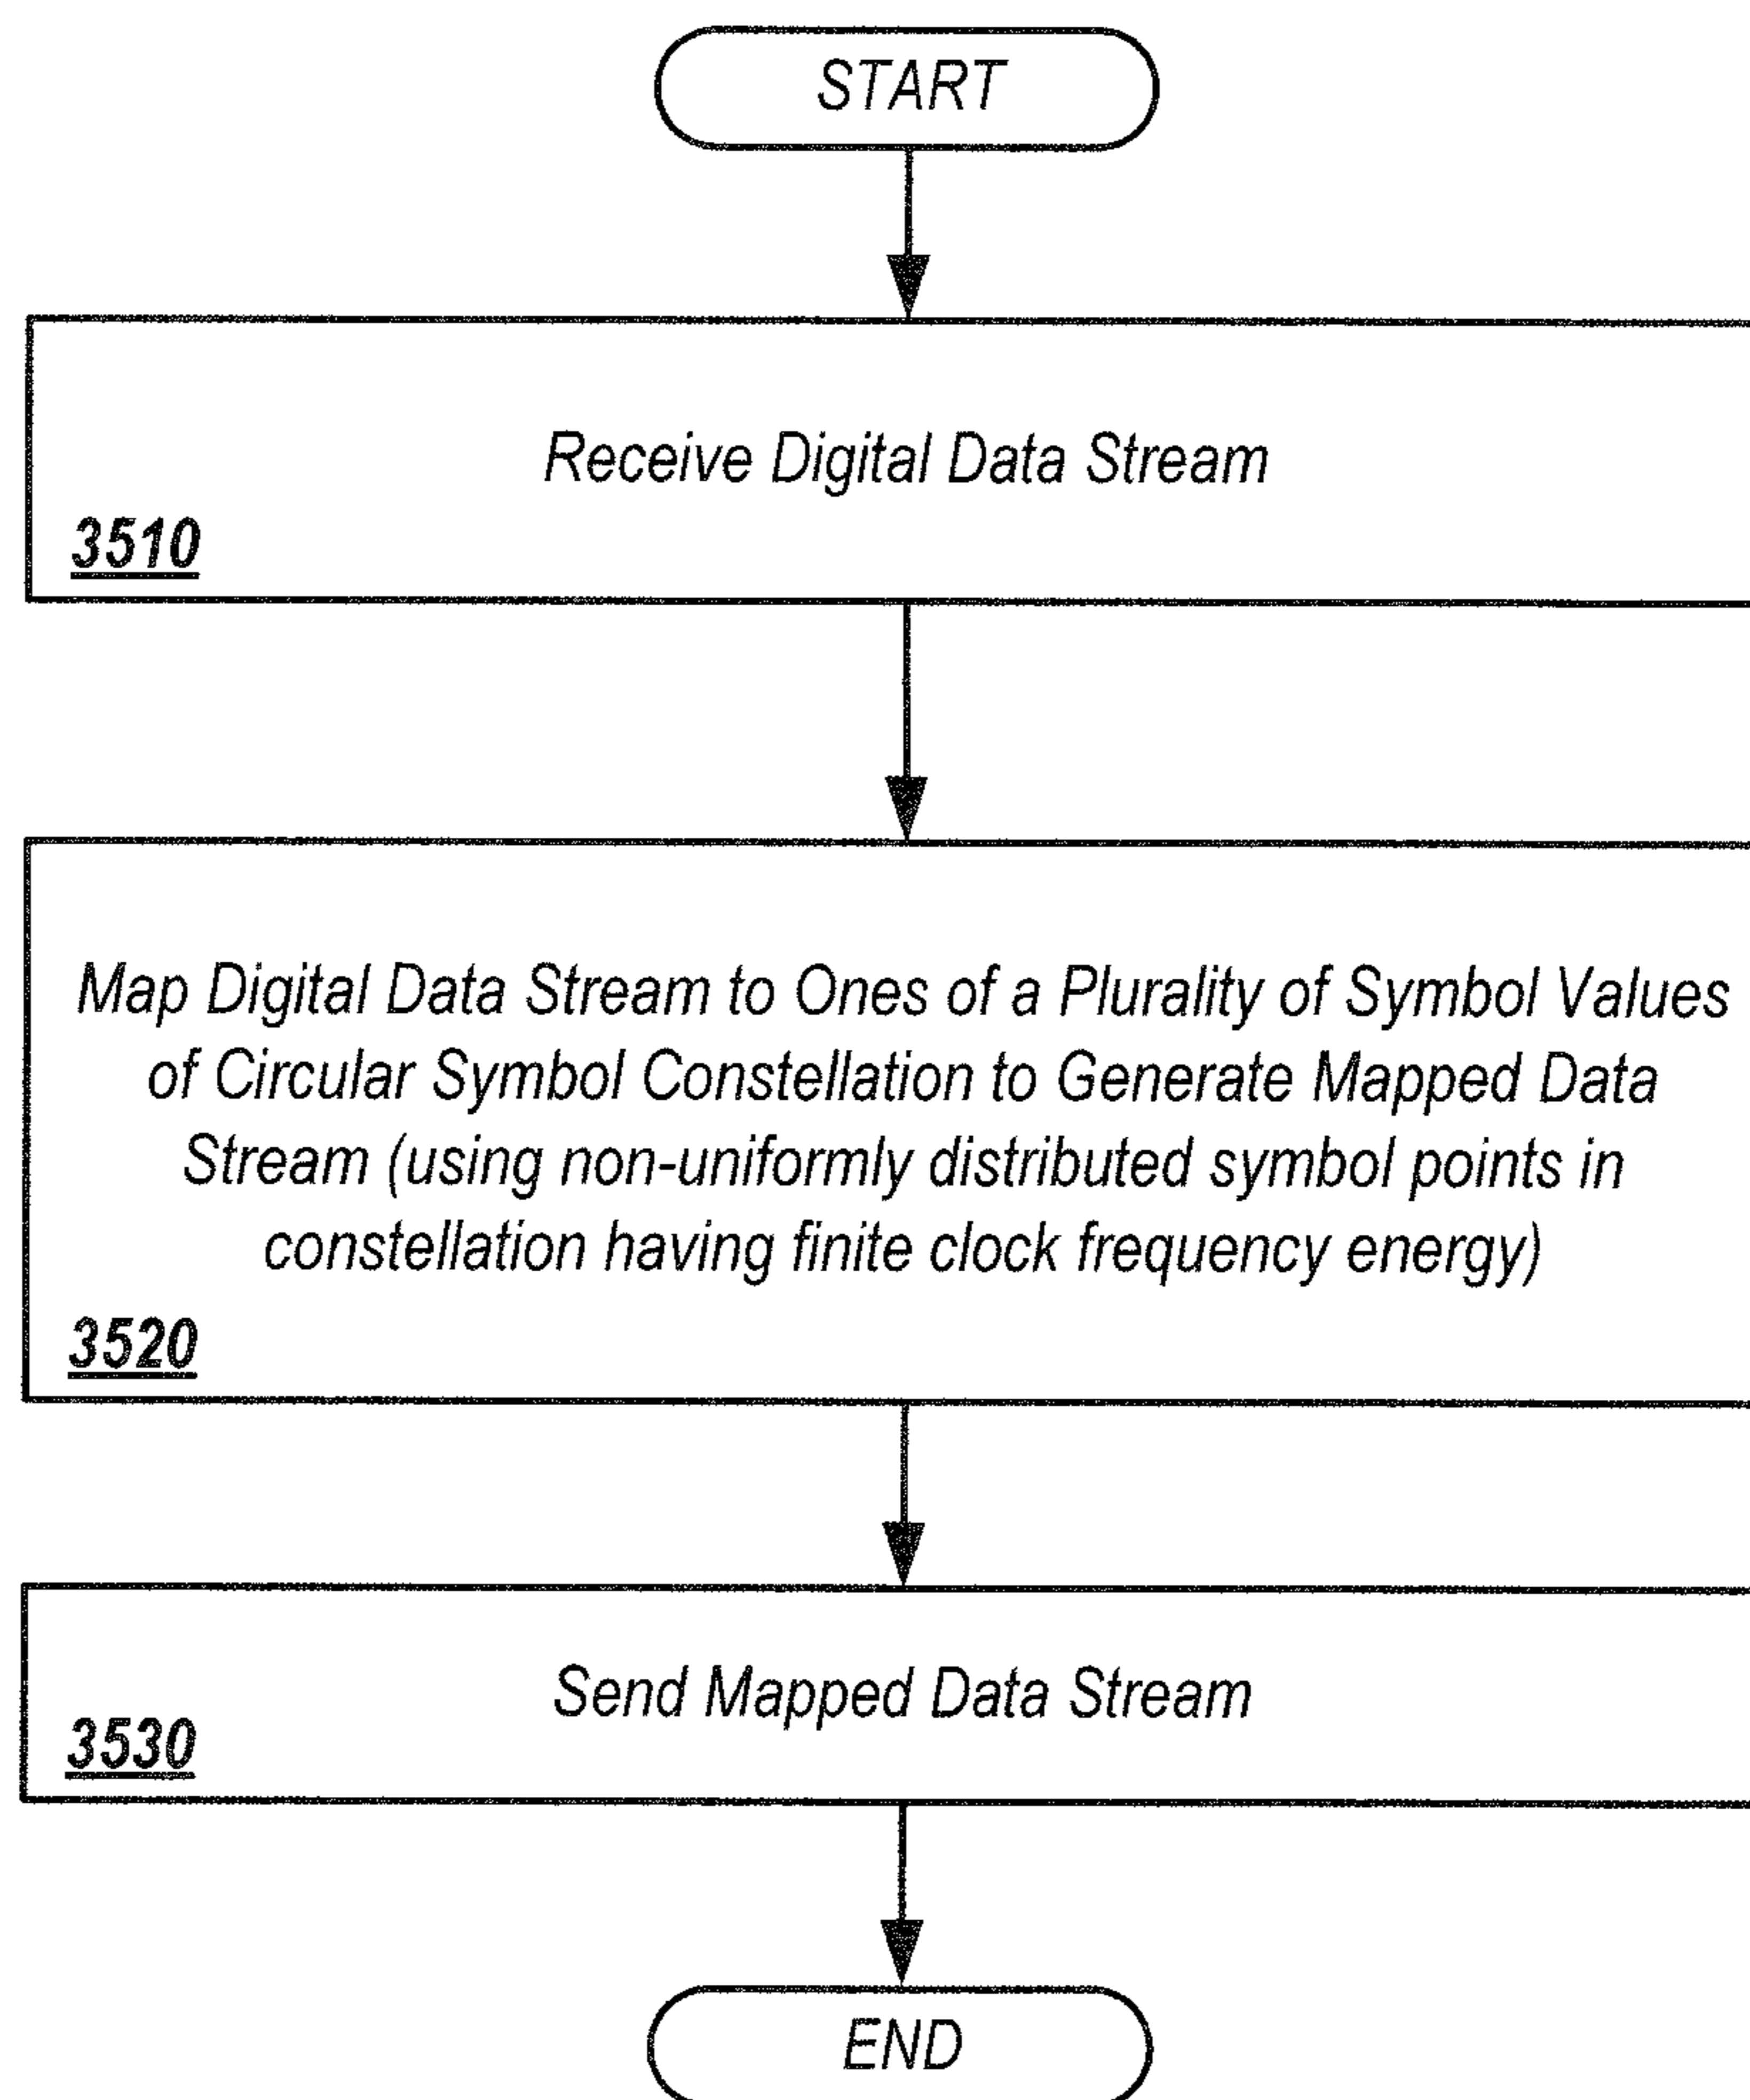 START
Receive Digital Data Stream
3510
Map Digital Data Stream to Ones of a Plurality of Symbol Values
of Circular Symbol Constellation to Generate Mapped Data
Stream (using non-uniformly distributed symbol points in
constellation having finite clock frequency energy)
3520
Send Mapped Data Stream
3530
END